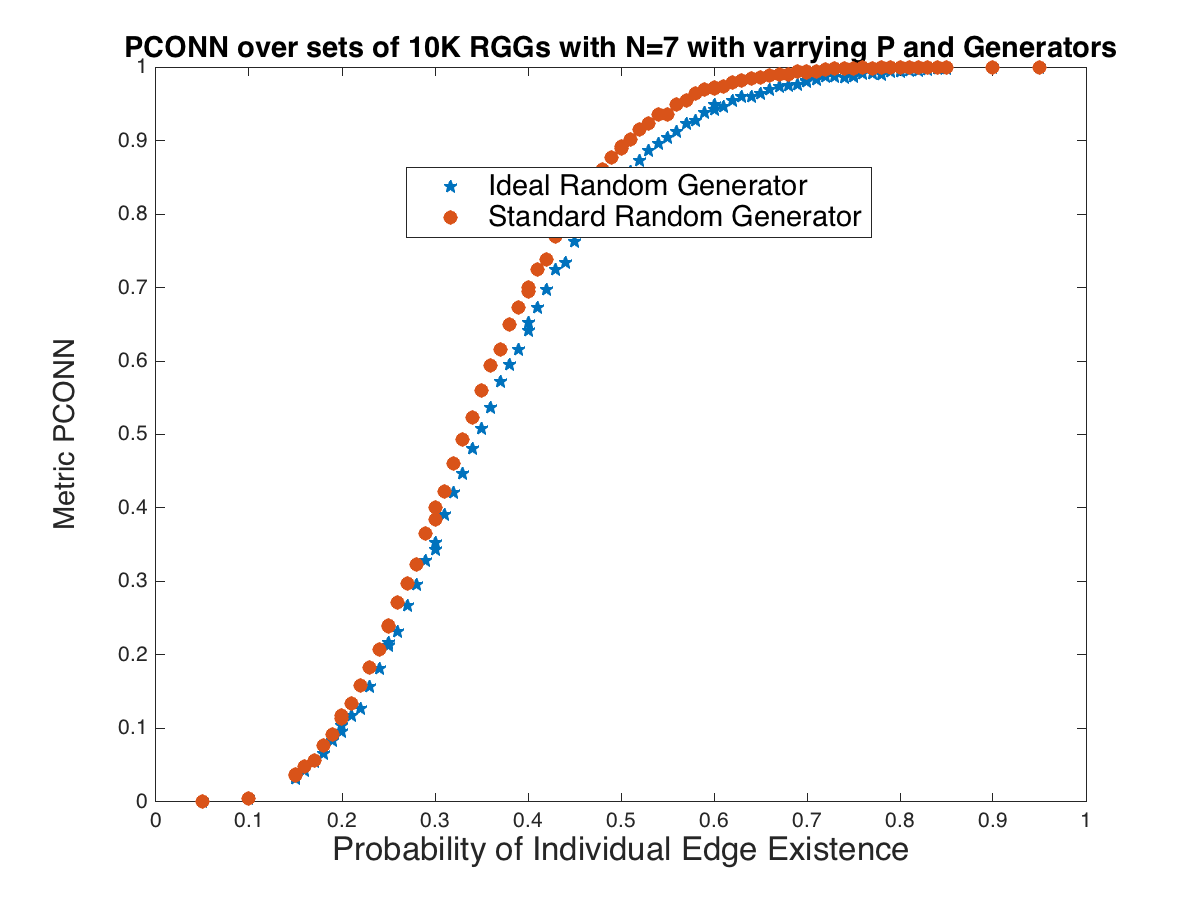 PCONN over sets of 10K RGGs with N=7 with varrying P and Generators
1
0.9
0.8
0.7
0.6
0.5
0.4
0.3
0.2
0.1
0
Metric PCONN
Ideal Random Generator
Standard Random Generator
0 0.1 0.2 0.3 0.4 0.5 0.6 0.7 0.8 0.9 1
Probability of Individual Edge Existence